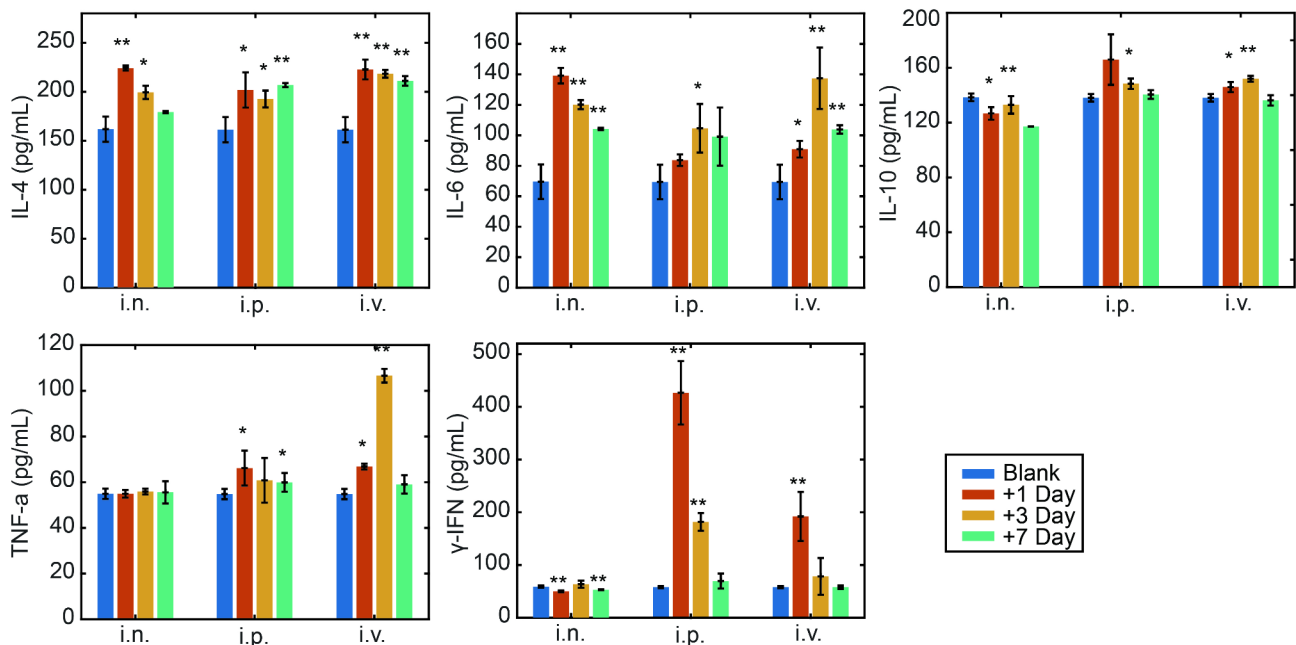 IL-4 (pg/mL)
250
200
150
100
50
0
**
*
*
*
**
**
**
**
i.n.
i.p.
i.v.
IL-6 (pg/mL)
160
140
120
100
80
60
40
20
0
**
**
**
*
*
**
**
i.n.
i.p.
i.v.
IL-10 (pg/mL)
200
160
120
80
40
0
*
**
*
*
**
i.n.
i.p.
i.v.
TNF-a (pg/mL)
120
100
80
60
40
20
0
*
*
*
**
i.n.
i.p.
i.v.
γ-IFN (pg/mL)
500
400
300
200
100
0
**
**
**
**
**
i.n.
i.p.
i.v.
Blank
+1 Day
+3 Day
+7 Day